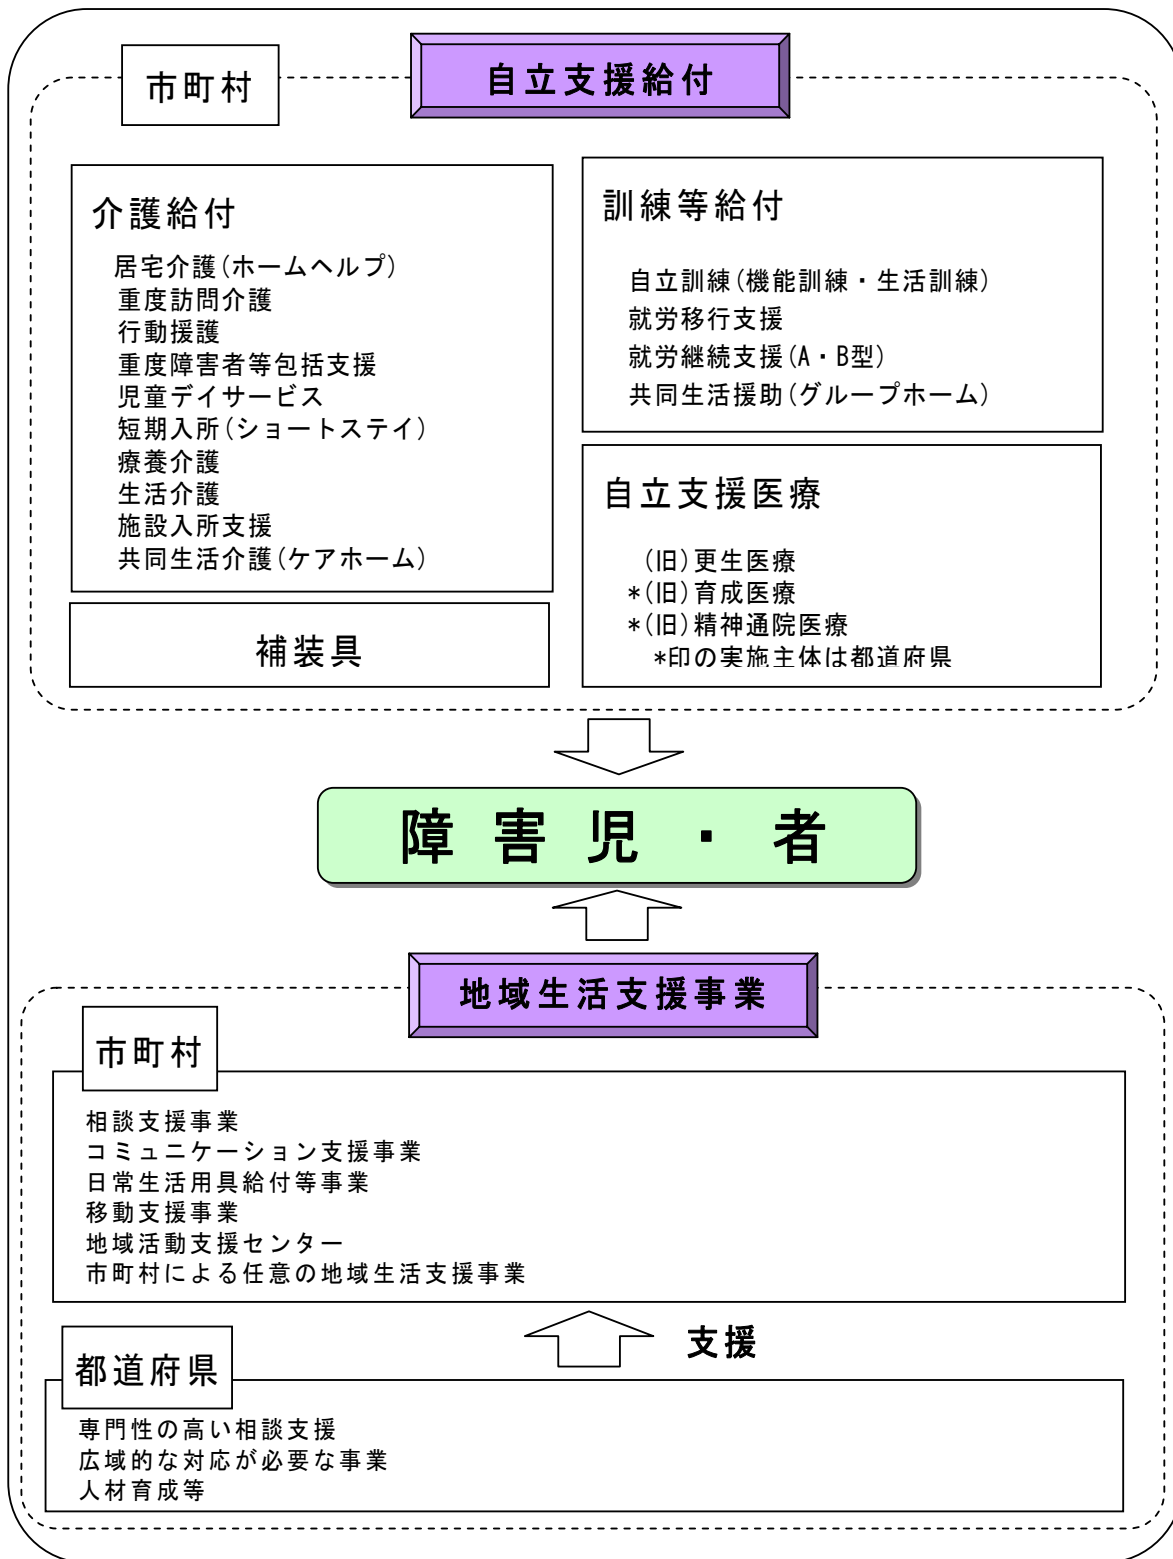 市町村
自立支援給付
介護給付
居宅介護(ホームヘルプ)
重度訪問介護
行動援護
重度障害者等包括支援
児童デイサービス
短期入所(ショートステイ)
療養介護
生活介護
施設入所支援
共同生活介護(ケアホーム)
補装具
訓練等給付
自立訓練(機能訓練・生活訓練)
就労移行支援
就労継続支援(A・B型)
共同生活援助(グループホーム)
自立支援医療
(旧)更生医療
*(旧)育成医療
*(旧)精神通院医療
*印の実施主体は都道府県
障害児・者
地域生活支援事業
市町村
相談支援事業
コミュニケーション支援事業
日常生活用具給付等事業
移動支援事業
地域活動支援センター
市町村による任意の地域生活支援事業
支援
都道府県
専門性の高い相談支援
広域的な対応が必要な事業
人材育成等